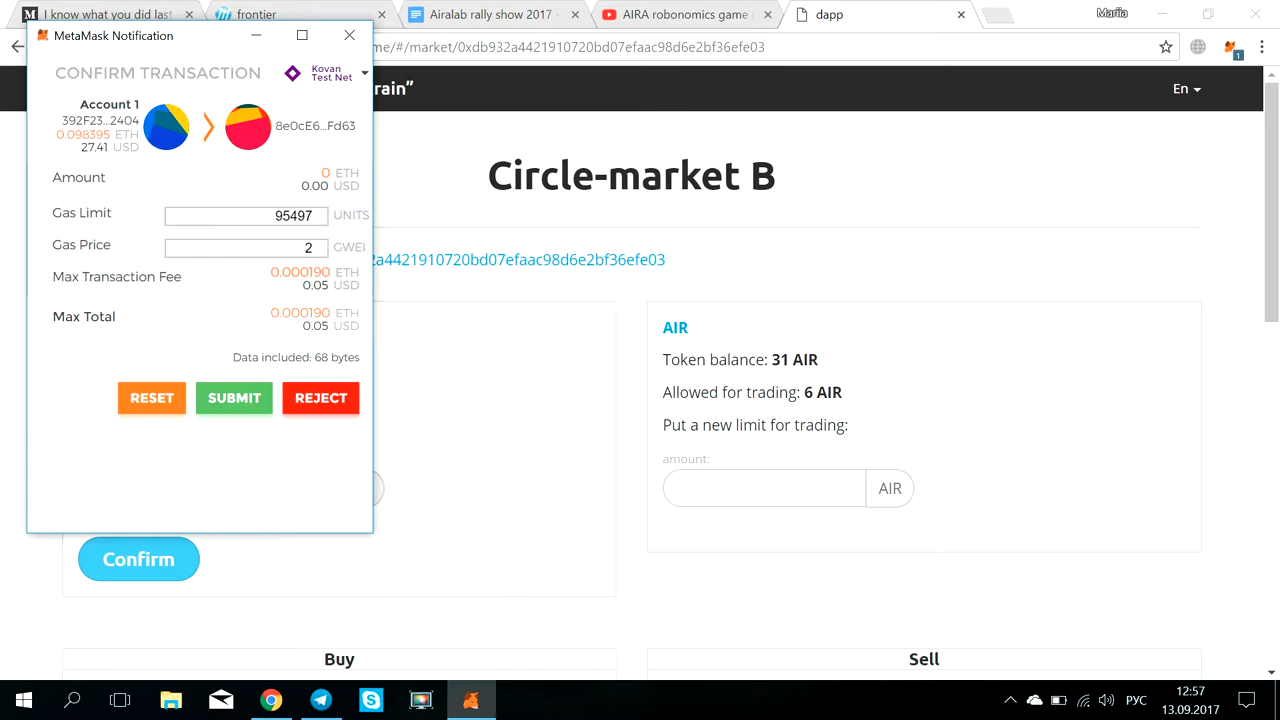 I know what you did last
frontier
Airalab rally show 2017 -
AIRA robonomics game
dapp
Mariia
MetaMask Notification
me/#/market/0xdb932a4421910720bd07efaac98d6e2bf36efe03
1
CONFIRM TRANSACTION
Kovan
Test Net
rain”
En
Account 1
392F23...2404
0.098395 ETH
27.41 USD
8e0cE6...Fd63
Amount
0 ETH
0.00 USD
Gas Limit
95497 UNITS
Gas Price
2 GWEI
Max Transaction Fee
0.000190 ETH
0.05 USD
Max Total
0.000190 ETH
0.05 USD
Data included: 68 bytes
RESET
SUBMIT
REJECT
Circle-market B
2a4421910720bd07efaac98d6e2bf36efe03
AIR
Token balance: 31 AIR
Allowed for trading: 6 AIR
Put a new limit for trading:
amount:
AIR
Confirm
Buy
Sell
РУС
12:57
13.09.2017